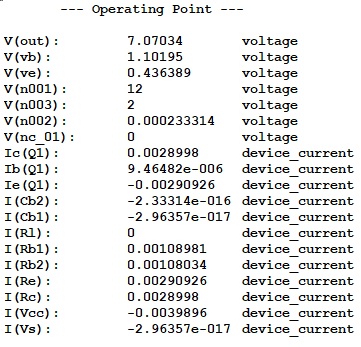 --- Operating Point ---
V(out): 7.07034 voltage
V(vb): 1.10195 voltage
V(ve): 0.436389 voltage
V(n001): 12 voltage
V(n003): 2 voltage
V(n002): 0.000233314 voltage
V(nc_01): 0 voltage
Ic(Q1): 0.0028998 device_current
Ib(Q1): 9.46482e-006 device_current
Ie(Q1): -0.00290926 device_current
I(Cb2): -2.33314e-016 device_current
I(Cb1): -2.96357e-017 device_current
I(Rl): 0 device_current
I(Rb1): 0.00108981 device_current
I(Rb2): 0.00108034 device_current
I(Re): 0.00290926 device_current
I(Rc): 0.0028998 device_current
I(Vcc): -0.0039896 device_current
I(Vs): -2.96357e-017 device_current